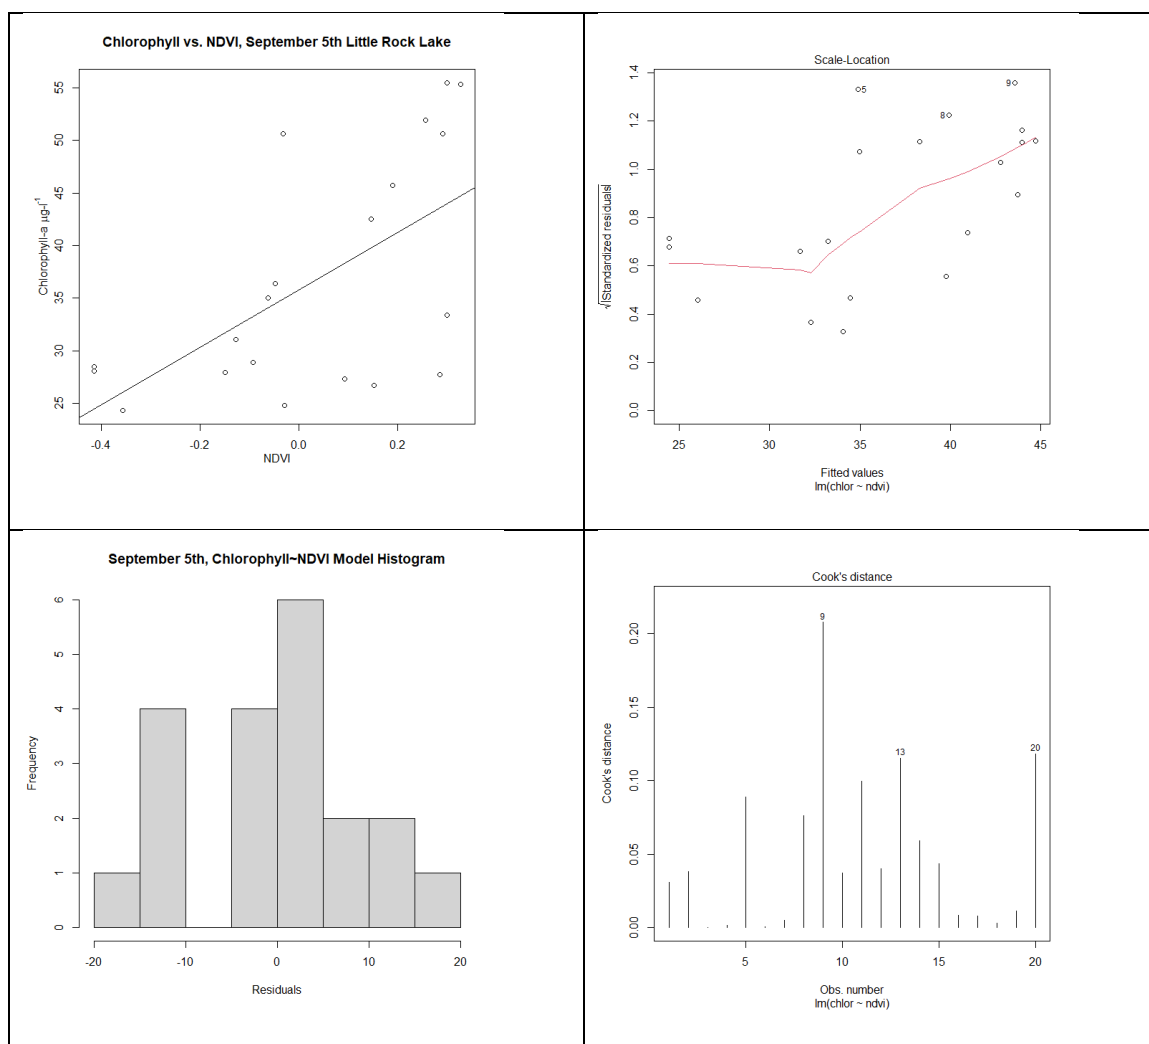 Chlorophyll vs. NDVI, September 5th Little Rock Lake
Chlorophyll-a µg-l⁻¹
55
50
45
40
35
30
25
-0.4 -0.2 0.0 0.2
NDVI
Scale-Location
√|Standardized residuals|
1.4
1.2
1.0
0.8
0.6
0.4
0.2
0.0
5
8
9
25 30 35 40 45
Fitted values
lm(chlor ~ ndvi)
September 5th, Chlorophyll~NDVI Model Histogram
Frequency
6
5
4
3
2
1
0
-20 -10 0 10 20
Residuals
Cook's distance
Cook's distance
0.20
0.15
0.10
0.05
0.00
9
13
20
5 10 15 20
Obs. number
lm(chlor ~ ndvi)